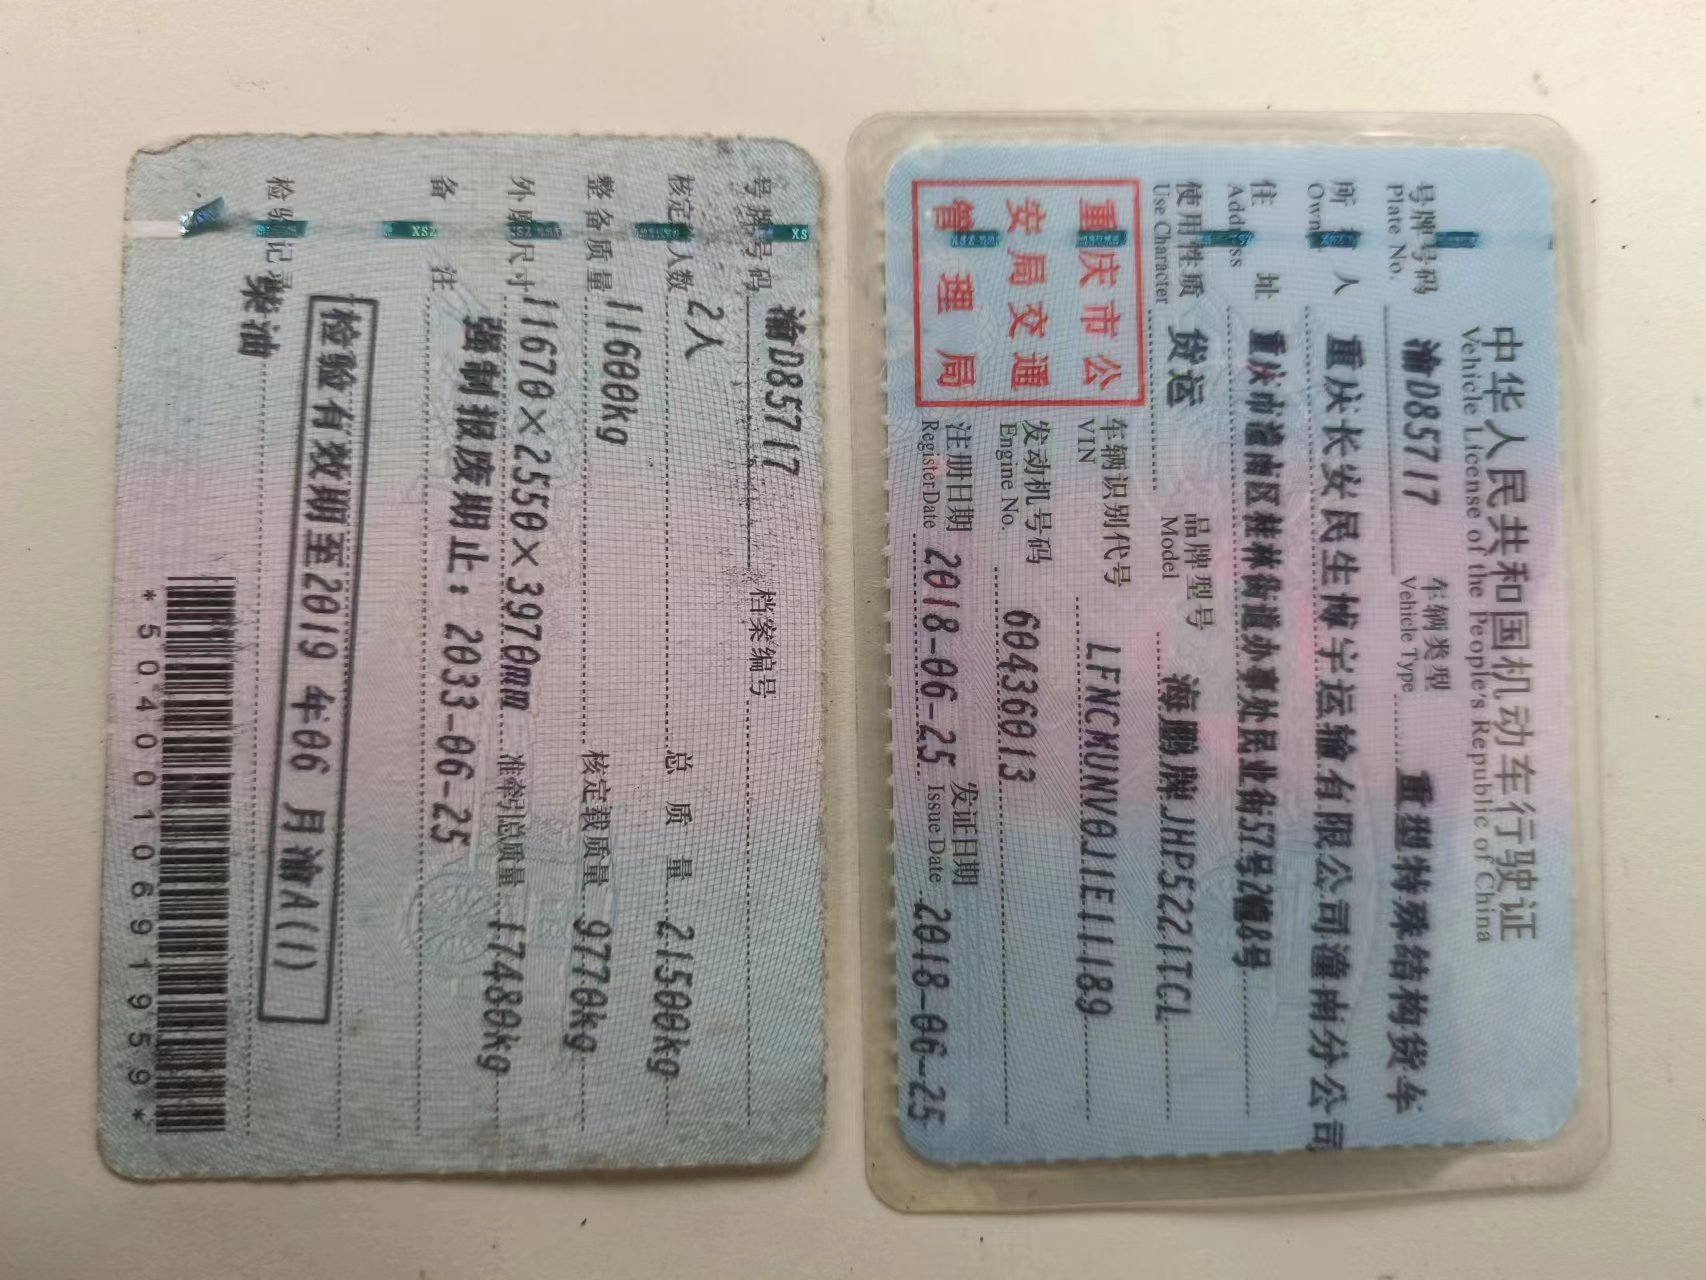 中华人民共和国机动车行驶证
Vehicle License of the People's Republic of China
号牌号码 渝D85717 车辆类型 重型特殊结构货车
Plate No. Vehicle Type
所有人 重庆长安民生博宇运输有限公司潼南分公司
Owner
住址 重庆市潼南区桂林街道办事处民业街57号2幢8号
Address
使用性质 货运 品牌型号 海鹏牌JHP5221TCL
Use Character Model
重庆市公
安局交通
管理局
车辆识别代号 LFNCMUNV0J1E11189
VIN
发动机号码 60436013
Engine No.
注册日期 2018-06-25 发证日期 2018-06-25
Register Date Issue Date
号牌号码 渝D85717 档案编号
核定载人数 2人 总质量 21500kg
整备质量 11600kg 核定载质量 9770kg
外廓尺寸 11670×2550×3970mm 准牵引总质量 17480kg
备注 强制报废期止：2033-06-25
检验有效期至2019年06月渝A(1)
检验记录 柴油
*5040010691959*